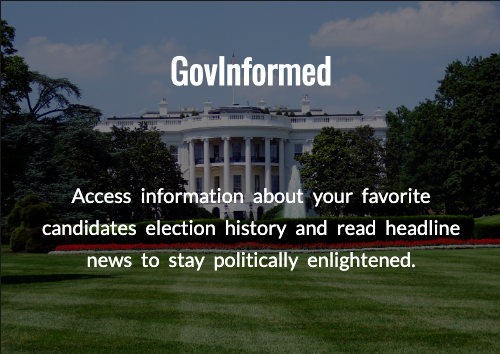 GovInformed
Access information about your favorite
candidates election history and read headline
news to stay politically enlightened.